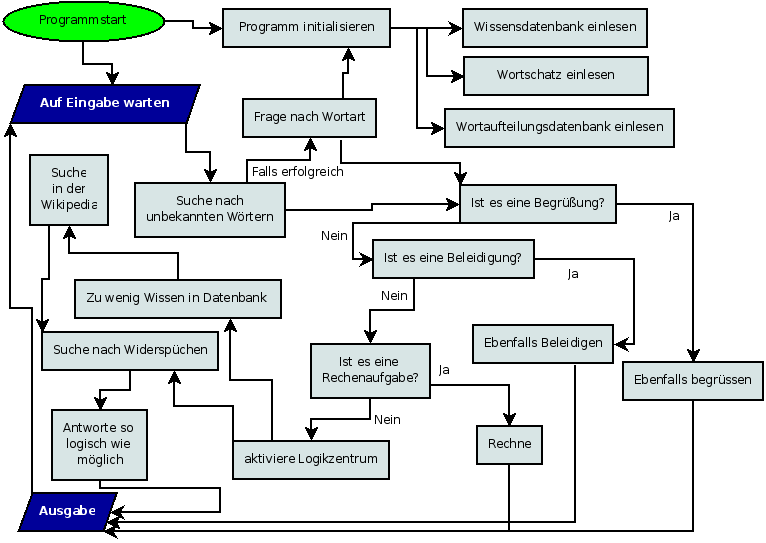 Programmstart
Programm initialisieren
Wissensdatenbank einlesen
Wortschatz einlesen
Auf Eingabe warten
Frage nach Wortart
Wortaufteilungsdatenbank einlesen
Suche
in der
Wikipedia
Falls erfolgreich
Suche nach
unbekannten Wörtern
Ist es eine Begrüßung?
Ja
Nein
Ist es eine Beleidigung?
Ja
Zu wenig Wissen in Datenbank
Nein
Suche nach Widerspüchen
Ebenfalls Beleidigen
Ist es eine
Rechenaufgabe?
Ja
Ebenfalls begrüssen
Nein
Antworte so
logisch wie
möglich
Rechne
aktiviere Logikzentrum
Ausgabe